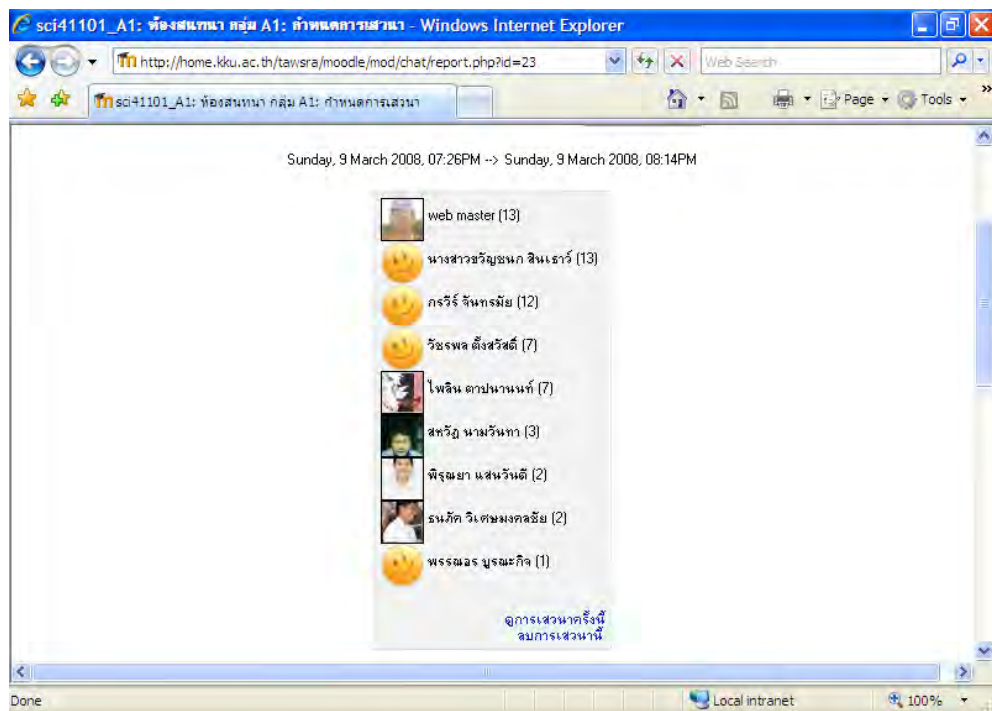 sci41101_A1: ห้องสนทนา กลุ่ม A1: กำหนดการเสวนา - Windows Internet Explorer
http://home.kku.ac.th/tawsra/moodle/mod/chat/report.php?id=23
Web Search
sci41101_A1: ห้องสนทนา กลุ่ม A1: กำหนดการเสวนา
Page
Tools
Sunday, 9 March 2008, 07:26PM --> Sunday, 9 March 2008, 08:14PM
web master (13)
นางสาวขวัญชนก สินเธาว์ (13)
กรวีร์ จันทรมัย (12)
วัชรพล ตั้งสวัสดิ์ (7)
ไพลิน ตาปนานนท์ (7)
สหวัฏ นามวันทา (3)
พิรุณยา แสนวันดี (2)
ธนภัค วิเศษมงคลชัย (2)
พรรณอร บูรณะกิจ (1)
ดูการเสวนาครั้งนี้
ลบการเสวนานี้
Done
Local intranet
100%